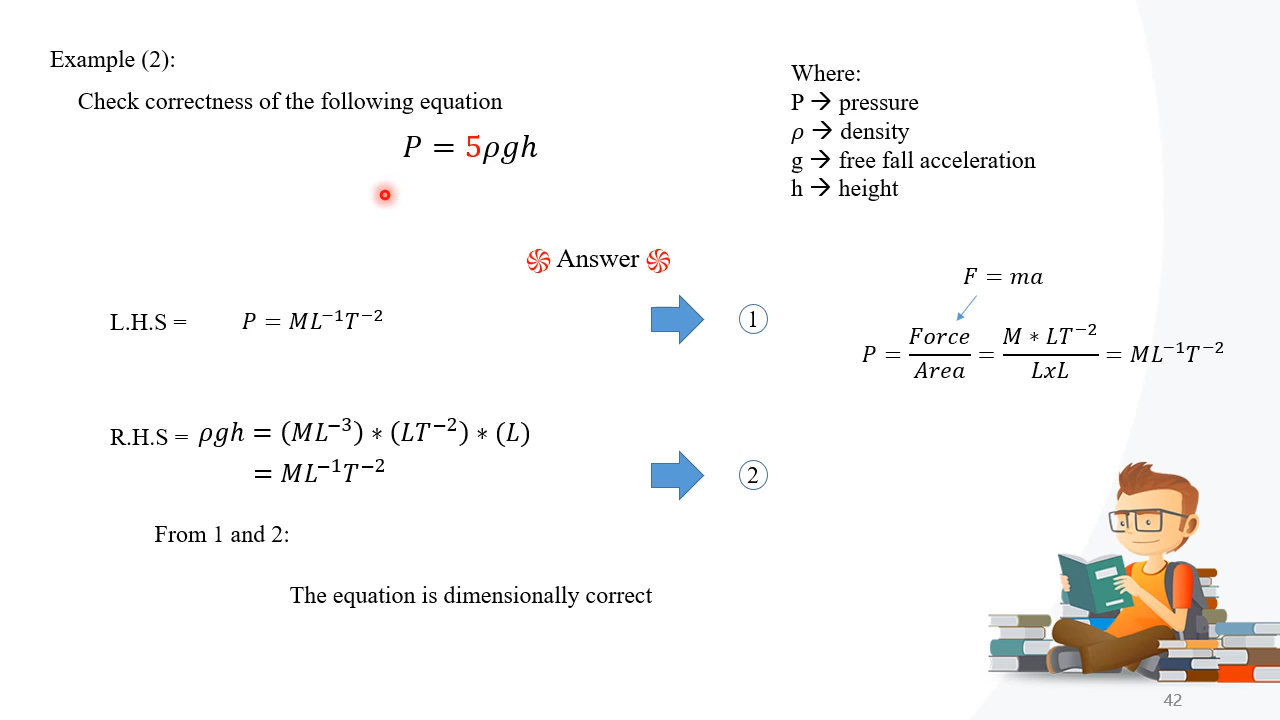 Example (2):
Check correctness of the following equation
P = 5ρgh
Where:
P → pressure
ρ → density
g → free fall acceleration
h → height
Answer
L.H.S = P = ML⁻¹T⁻²
1
F = ma
P = Force/Area = M * LT⁻²/LxL = ML⁻¹T⁻²
R.H.S = ρgh = (ML⁻³) * (LT⁻²) * (L)
= ML⁻¹T⁻²
2
From 1 and 2:
The equation is dimensionally correct
42